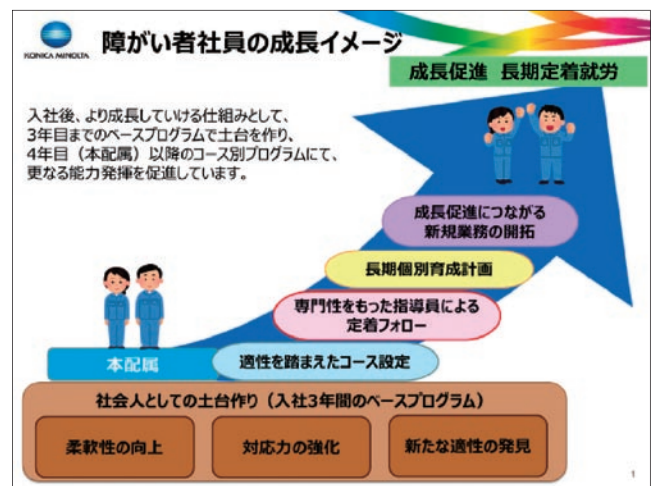 KONICA MINOLTA
障がい者社員の成長イメージ
成長促進 長期定着就労
入社後、より成長していける仕組みとして、
3年目までのベースプログラムで土台を作り、
4年目（本配属）以降のコース別プログラムにて、
更なる能力発揮を促進しています。
成長促進につながる
新規業務の開拓
長期個別育成計画
専門性をもった指導員による
定着フォロー
本配属
適性を踏まえたコース設定
社会人としての土台作り（入社3年間のベースプログラム）
柔軟性の向上
対応力の強化
新たな適性の発見
1